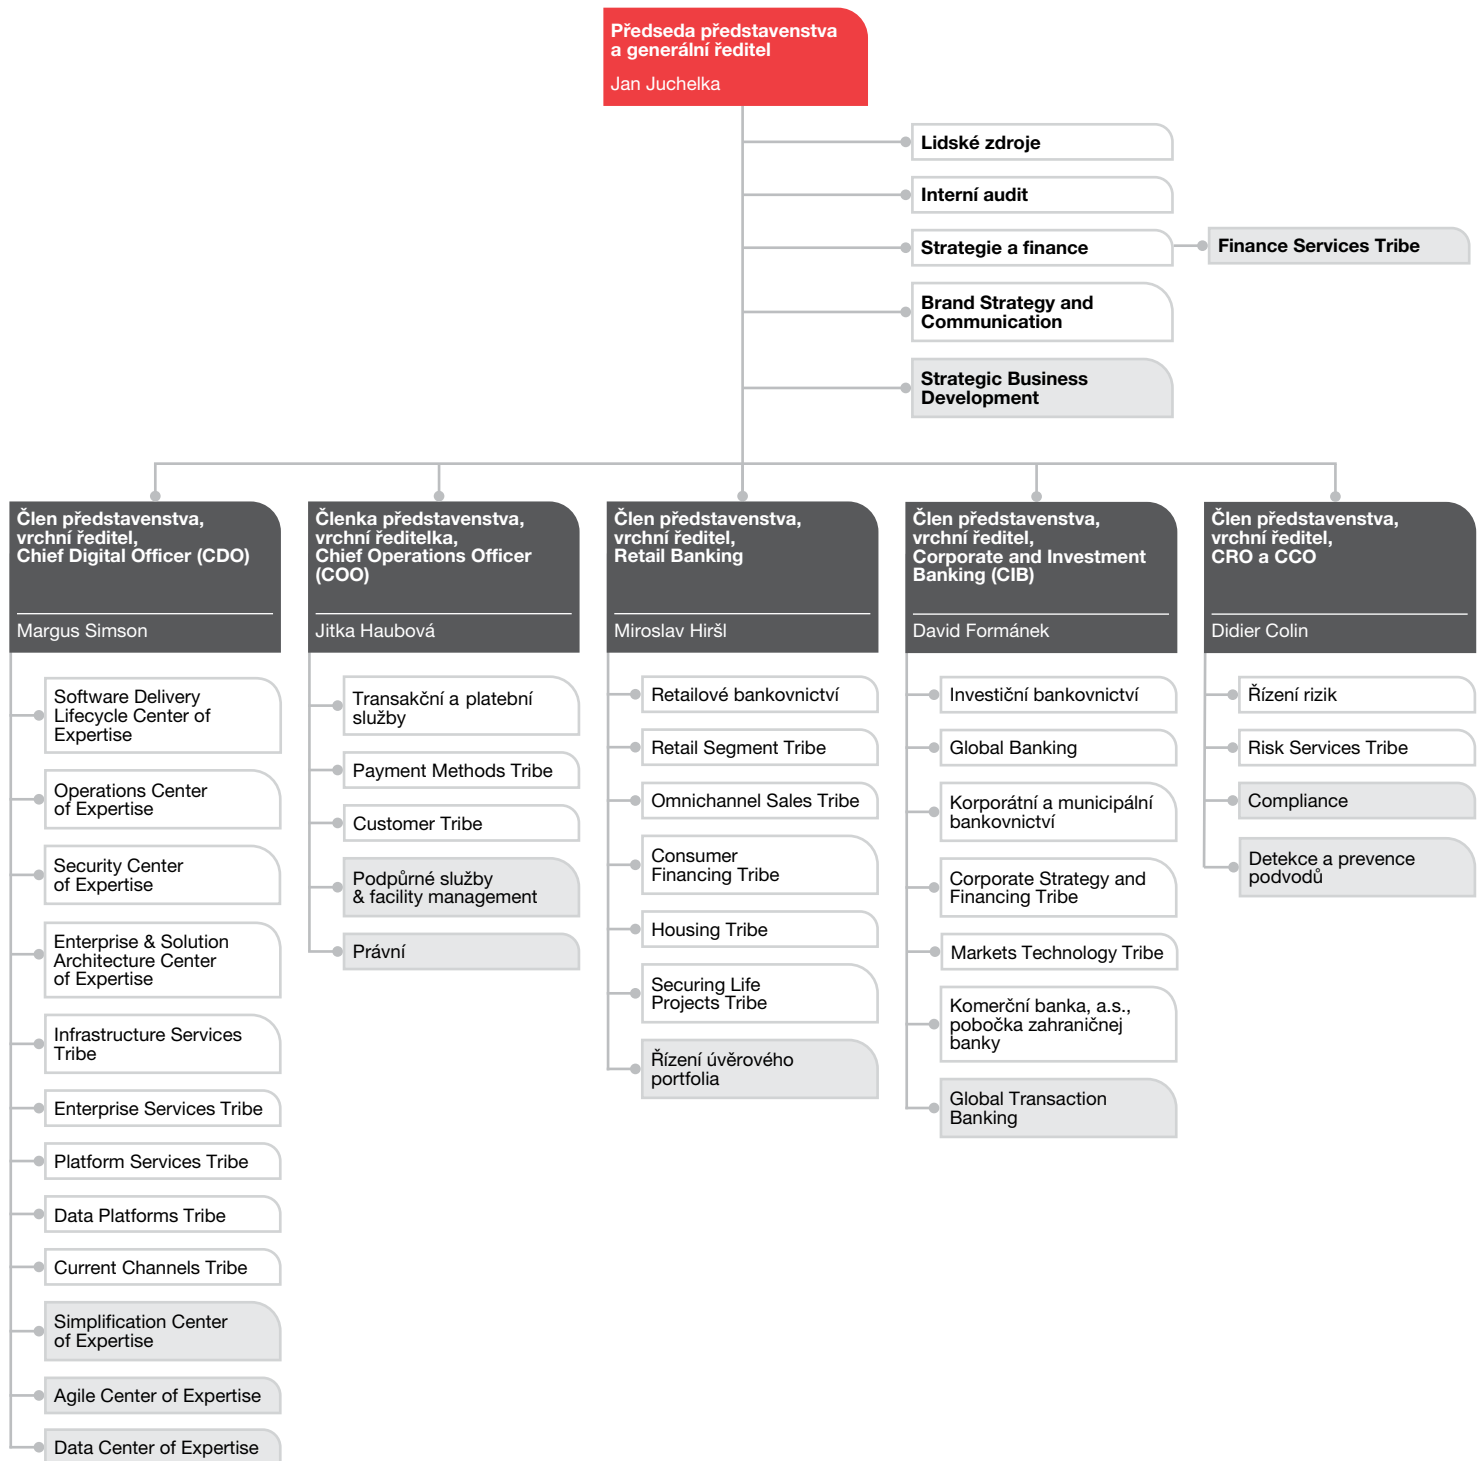 Předseda představenstva
a generální ředitel
Jan Juchelka
Lidské zdroje
Interní audit
Strategie a finance
Finance Services Tribe
Brand Strategy and
Communication
Strategic Business
Development
Člen představenstva,
vrchní ředitel,
Chief Digital Officer (CDO)
Margus Simson
Software Delivery
Lifecycle Center of
Expertise
Operations Center
of Expertise
Security Center
of Expertise
Enterprise & Solution
Architecture Center
of Expertise
Infrastructure Services
Tribe
Enterprise Services Tribe
Platform Services Tribe
Data Platforms Tribe
Current Channels Tribe
Simplification Center
of Expertise
Agile Center of Expertise
Data Center of Expertise
Členka představenstva,
vrchní ředitelka,
Chief Operations Officer
(COO)
Jitka Haubová
Transakční a platební
služby
Payment Methods Tribe
Customer Tribe
Podpůrné služby
& facility management
Právní
Člen představenstva,
vrchní ředitel,
Retail Banking
Miroslav Hiršl
Retailové bankovnictví
Retail Segment Tribe
Omnichannel Sales Tribe
Consumer
Financing Tribe
Housing Tribe
Securing Life
Projects Tribe
Řízení úvěrového
portfolia
Člen představenstva,
vrchní ředitel,
Corporate and Investment
Banking (CIB)
David Formánek
Investiční bankovnictví
Global Banking
Korporátní a municipální
bankovnictví
Corporate Strategy and
Financing Tribe
Markets Technology Tribe
Komerční banka, a.s.,
pobočka zahraničnej
banky
Global Transaction
Banking
Člen představenstva,
vrchní ředitel,
CRO a CCO
Didier Colin
Řízení rizik
Risk Services Tribe
Compliance
Detekce a prevence
podvodů